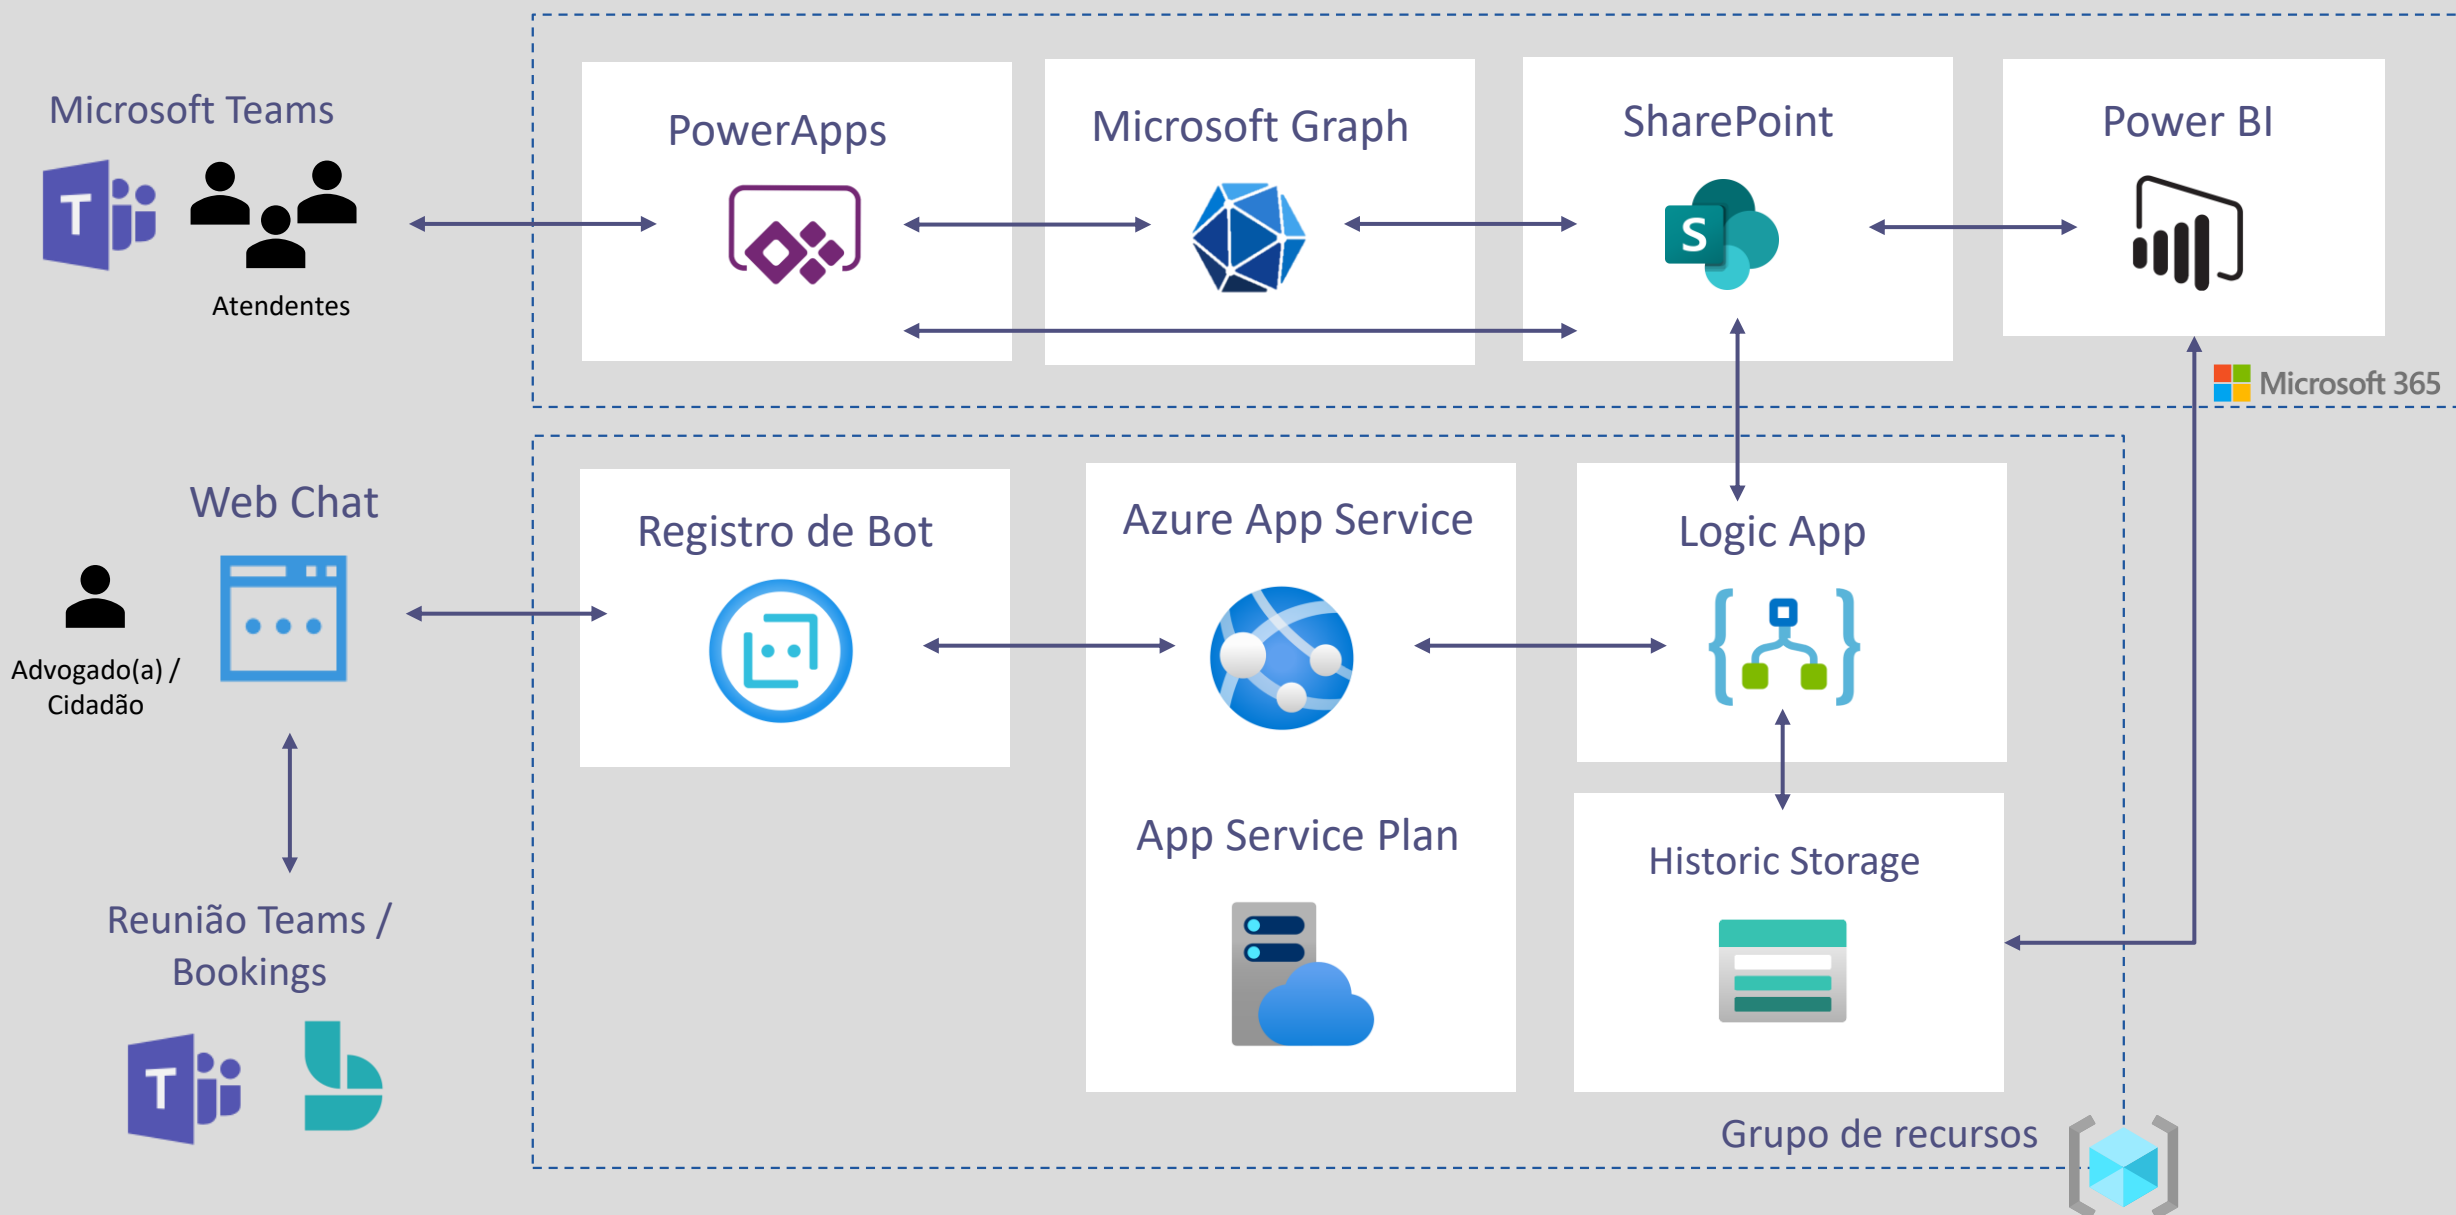 Microsoft Teams
T
Atendentes
PowerApps
Microsoft Graph
SharePoint
S
Power BI
Microsoft 365
Web Chat
Advogado(a) /
Cidadão
Registro de Bot
Azure App Service
Logic App
App Service Plan
Historic Storage
Reunião Teams /
Bookings
T
Grupo de recursos